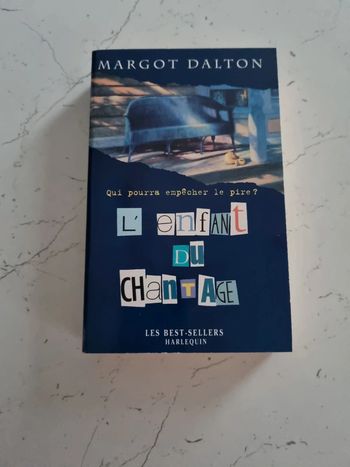 MARGOT DALTON
Qui pourra empêcher le pire ?
L' enfANT
DU
CHANTAGE
LES BEST-SELLERS
HARLEQUIN